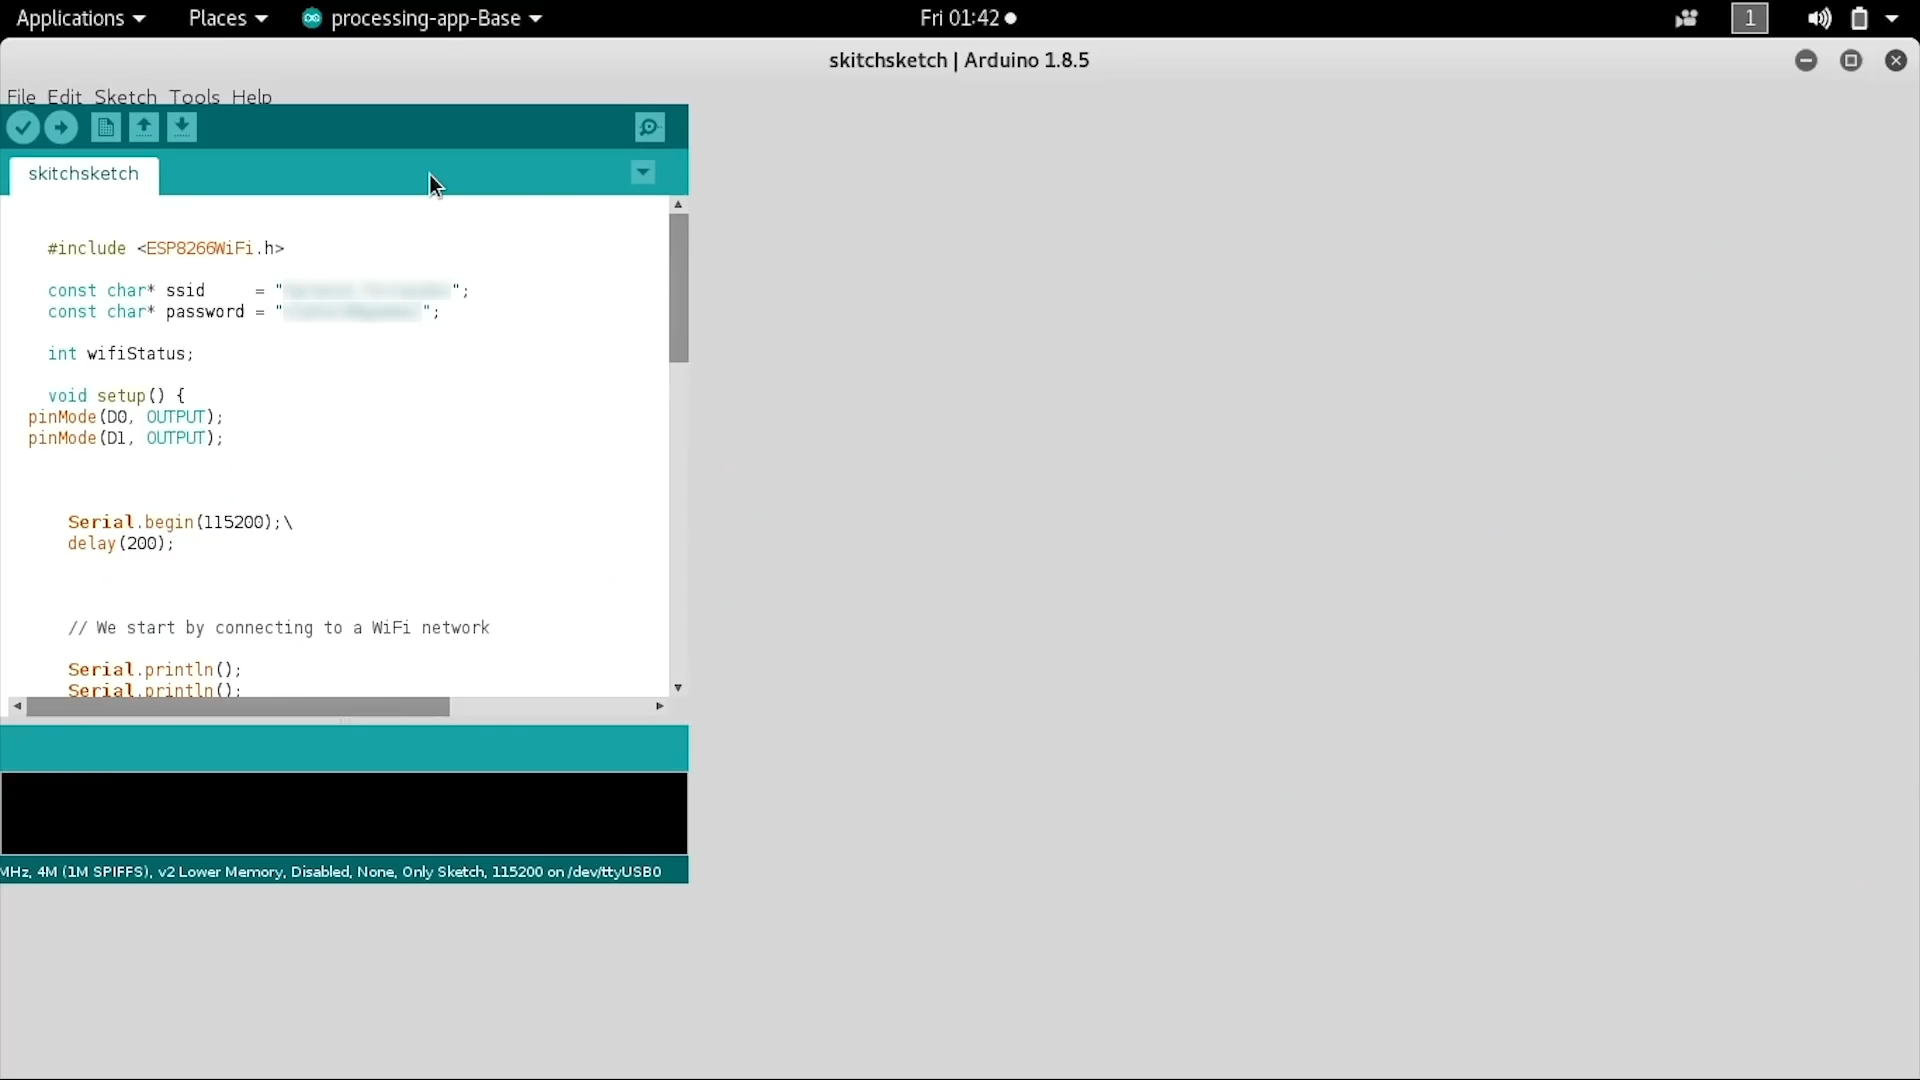 Applications Places processing-app-Base Fri 01:42 1
skitchsketch | Arduino 1.8.5
File Edit Sketch Tools Help
skitchsketch
#include <ESP8266WiFi.h>
const char* ssid     = "";
const char* password = "";
int wifiStatus;
void setup() {
pinMode(D0, OUTPUT);
pinMode(D1, OUTPUT);
Serial.begin(115200);\
delay(200);
// We start by connecting to a WiFi network
Serial.println();
Serial.println();
MHz, 4M (1M SPIFFS), v2 Lower Memory, Disabled, None, Only Sketch, 115200 on /dev/ttyUSB0